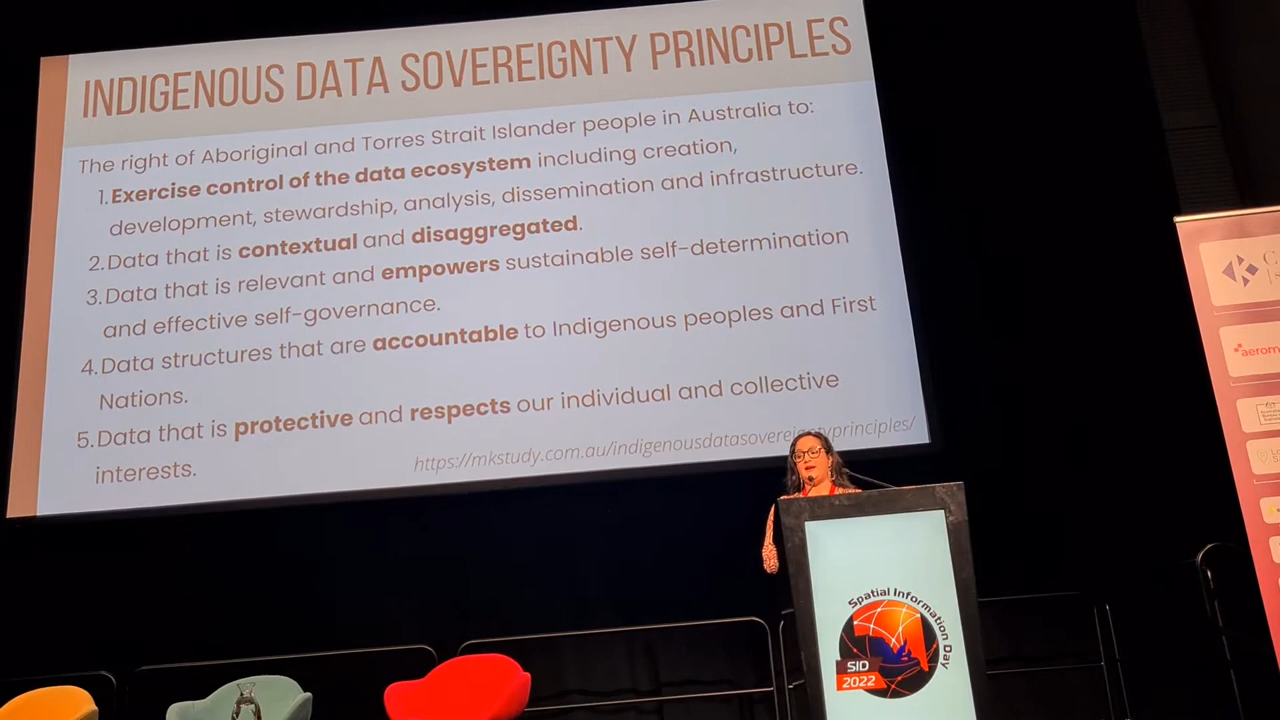 INDIGENOUS DATA SOVEREIGNTY PRINCIPLES
The right of Aboriginal and Torres Strait Islander people in Australia to:
1. Exercise control of the data ecosystem including creation,
development, stewardship, analysis, dissemination and infrastructure.
2. Data that is contextual and disaggregated.
3. Data that is relevant and empowers sustainable self-determination
and effective self-governance.
4. Data structures that are accountable to Indigenous peoples and First
Nations.
5. Data that is protective and respects our individual and collective
interests.
https://mkstudy.com.au/indigenousdatasovereigntyprinciples/
Spatial Information Day
SID
2022